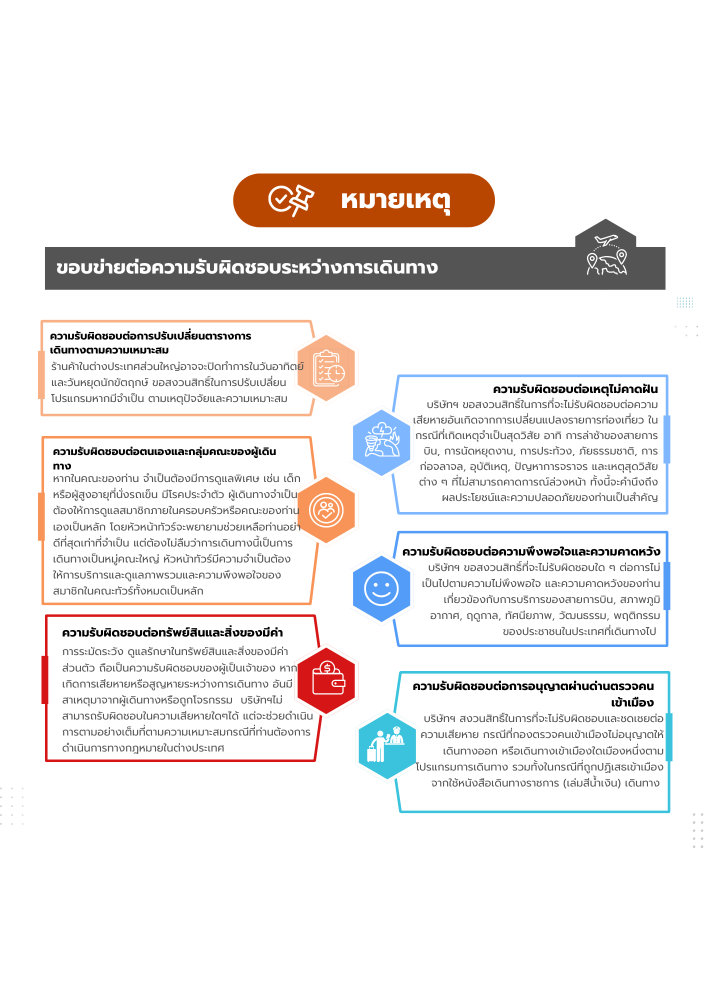 หมายเหตุ
ขอบข่ายต่อความรับผิดชอบระหว่างการเดินทาง
ความรับผิดชอบต่อการปรับเปลี่ยนตารางการ
เดินทางตามความเหมาะสม
ร้านค้าในต่างประเทศส่วนใหญ่อาจจะปิดทำการในวันอาทิตย์
และวันหยุดนักขัตฤกษ์ ขอสงวนสิทธิ์ในการปรับเปลี่ยน
โปรแกรมหากมีจำเป็น ตามเหตุปัจจัยและความเหมาะสม
ความรับผิดชอบต่อเหตุไม่คาดฝัน
บริษัทฯ ขอสงวนสิทธิ์ในการที่จะไม่รับผิดชอบต่อความ
เสียหายอันเกิดจากการเปลี่ยนแปลงรายการท่องเที่ยว ใน
กรณีที่เกิดเหตุจำเป็นสุดวิสัย อาทิ การล่าช้าของสายการ
บิน, การนัดหยุดงาน, การประท้วง, ภัยธรรมชาติ, การ
ก่อจลาจล, อุบัติเหตุ, ปัญหาการจราจร และเหตุสุดวิสัย
ต่าง ๆ ที่ไม่สามารถคาดการณ์ล่วงหน้า ทั้งนี้จะคำนึงถึง
ผลประโยชน์และความปลอดภัยของท่านเป็นสำคัญ
ความรับผิดชอบต่อตนเองและกลุ่มคณะของผู้เดิน
ทาง
หากในคณะของท่าน จำเป็นต้องมีการดูแลพิเศษ เช่น เด็ก
หรือผู้สูงอายุที่นั่งรถเข็น มีโรคประจำตัว ผู้เดินทางจำเป็น
ต้องให้การดูแลสมาชิกภายในครอบครัวหรือคณะของท่าน
เองเป็นหลัก โดยหัวหน้าทัวร์จะพยายามช่วยเหลือท่านอย่า
ดีที่สุดเท่าที่จำเป็น แต่ต้องไม่ลืมว่าการเดินทางนี้เป็นการ
เดินทางเป็นหมู่คณะใหญ่ หัวหน้าทัวร์มีความจำเป็นต้อง
ให้การบริการและดูแลภาพรวมและความพึงพอใจของ
สมาชิกในคณะทัวร์ทั้งหมดเป็นหลัก
ความรับผิดชอบต่อความพึงพอใจและความคาดหวัง
บริษัทฯ ขอสงวนสิทธิ์ที่จะไม่รับผิดชอบใด ๆ ต่อการไม่
เป็นไปตามความไม่พึงพอใจ และความคาดหวังของท่าน
เกี่ยวข้องกับการบริการของสายการบิน, สภาพภูมิ
อากาศ, ฤดูกาล, ทัศนียภาพ, วัฒนธรรม, พฤติกรรม
ของประชาชนในประเทศที่เดินทางไป
ความรับผิดชอบต่อทรัพย์สินและสิ่งของมีค่า
การระมัดระวัง ดูแลรักษาในทรัพย์สินและสิ่งของมีค่า
ส่วนตัว ถือเป็นความรับผิดชอบของผู้เป็นเจ้าของ หาก
เกิดการเสียหายหรือสูญหายระหว่างการเดินทาง อันมี
สาเหตุมาจากผู้เดินทางหรือถูกโจรกรรม บริษัทฯไม่
สามารถรับผิดชอบในความเสียหายใดๆได้ แต่จะช่วยดำเนิน
การตามอย่างเต็มที่ตามความเหมาะสมกรณีที่ท่านต้องการ
ดำเนินการทางกฎหมายในต่างประเทศ
ความรับผิดชอบต่อการอนุญาตผ่านด่านตรวจคน
เข้าเมือง
บริษัทฯ สงวนสิทธิ์ในการที่จะไม่รับผิดชอบและชดเชยต่อ
ความเสียหาย กรณีที่กองตรวจคนเข้าเมืองไม่อนุญาตให้
เดินทางออก หรือเดินทางเข้าเมืองใดเมืองหนึ่งตาม
โปรแกรมการเดินทาง รวมทั้งในกรณีที่ถูกปฏิเสธเข้าเมือง
จากใช้หนังสือเดินทางราชการ (เล่มสีน้ำเงิน) เดินทาง